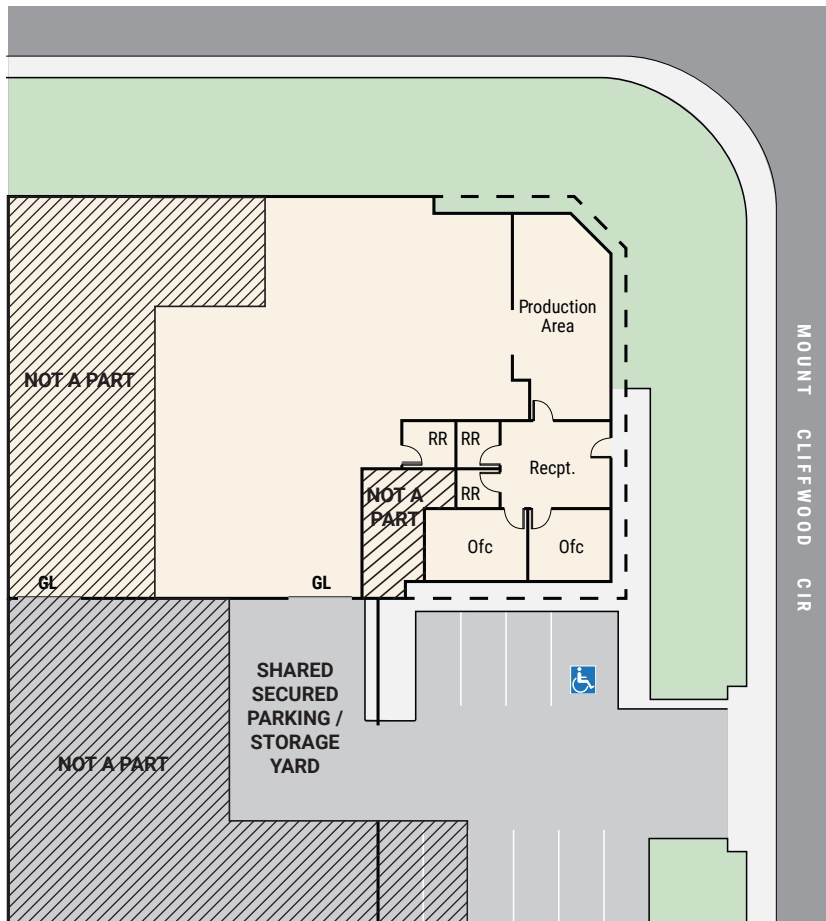 Production
Area
MOUNT CLIFFWOOD CIR
NOT A PART
RR
RR
Recpt.
NOT A
PART
RR
Ofc
Ofc
GL
GL
SHARED
SECURED
PARKING /
STORAGE
YARD
NOT A PART